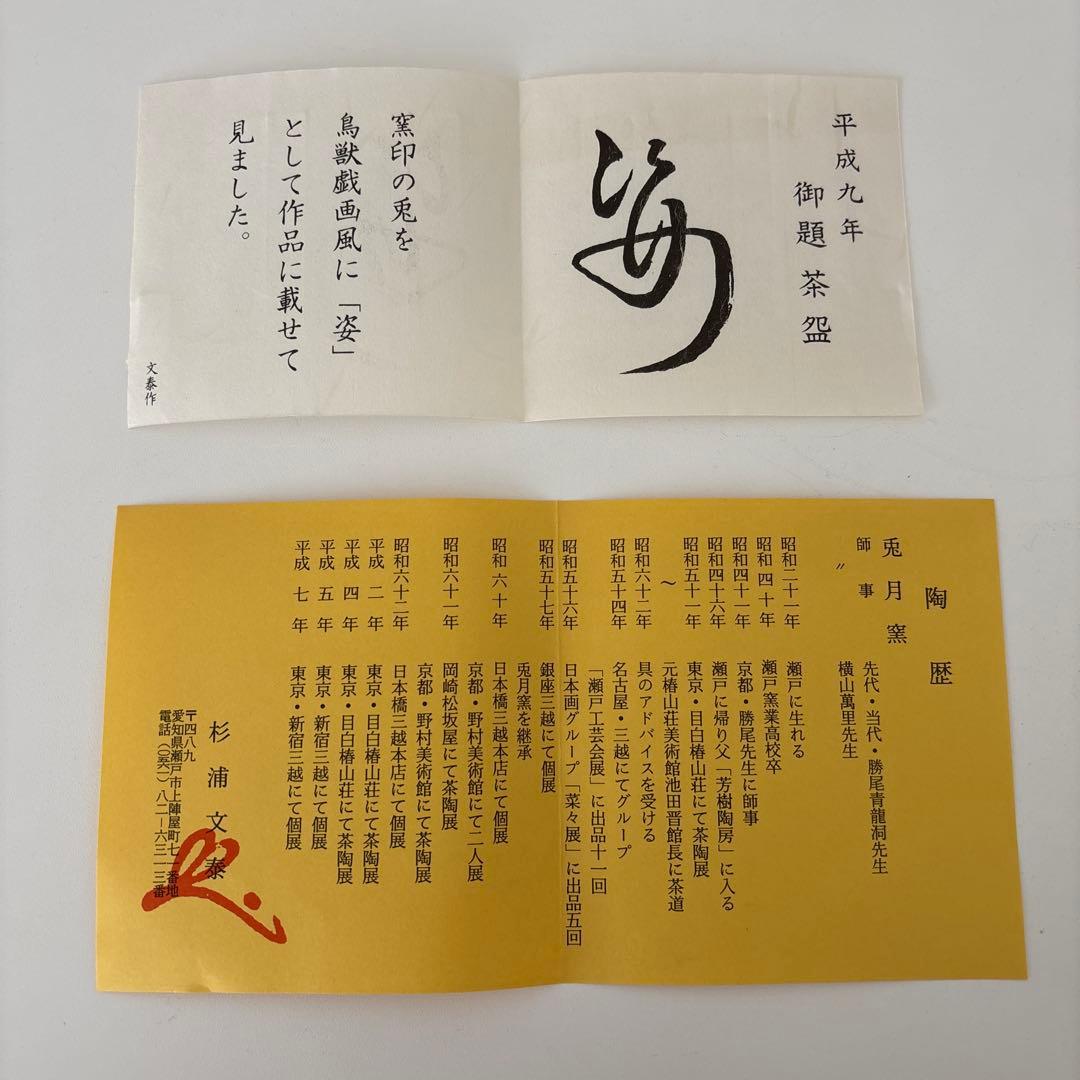 平成九年
御題 茶盌
姿
窯印の兎を
鳥獣戯画風に「姿」
として作品に載せて
見ました。
文泰作
陶歴
兎月窯
師事 先代・当代・勝尾青龍洞先生
〃 横山萬里先生
昭和二十一年 瀬戸に生れる
昭和四十年 瀬戸窯業高校卒
昭和四十一年 京都・勝尾先生に師事
昭和四十六年 瀬戸に帰り父「芳樹陶房」に入る
昭和五十一年 東京・目白椿山荘にて茶陶展
〜 元椿山荘美術館池田晋館長に茶道
昭和六十二年 具のアドバイスを受ける
昭和五十四年 名古屋・三越にてグループ
「瀬戸工芸会展」に出品十一回
昭和五十六年 日本画グループ「菜々展」に出品五回
昭和五十七年 銀座三越にて個展
兎月窯を継承
昭和六十年 日本橋三越本店にて個展
京都・野村美術館にて二人展
昭和六十一年 岡崎松坂屋にて茶陶展
京都・野村美術館にて茶陶展
昭和六十二年 日本橋三越本店にて個展
平成二年 東京・目白椿山荘にて茶陶展
平成四年 東京・目白椿山荘にて茶陶展
平成五年 東京・新宿三越にて個展
平成七年 東京・新宿三越にて個展
杉浦文泰
〒四八九
愛知県瀬戸市上陣屋町七一番地
電話(〇五六一)八二−六三一三番